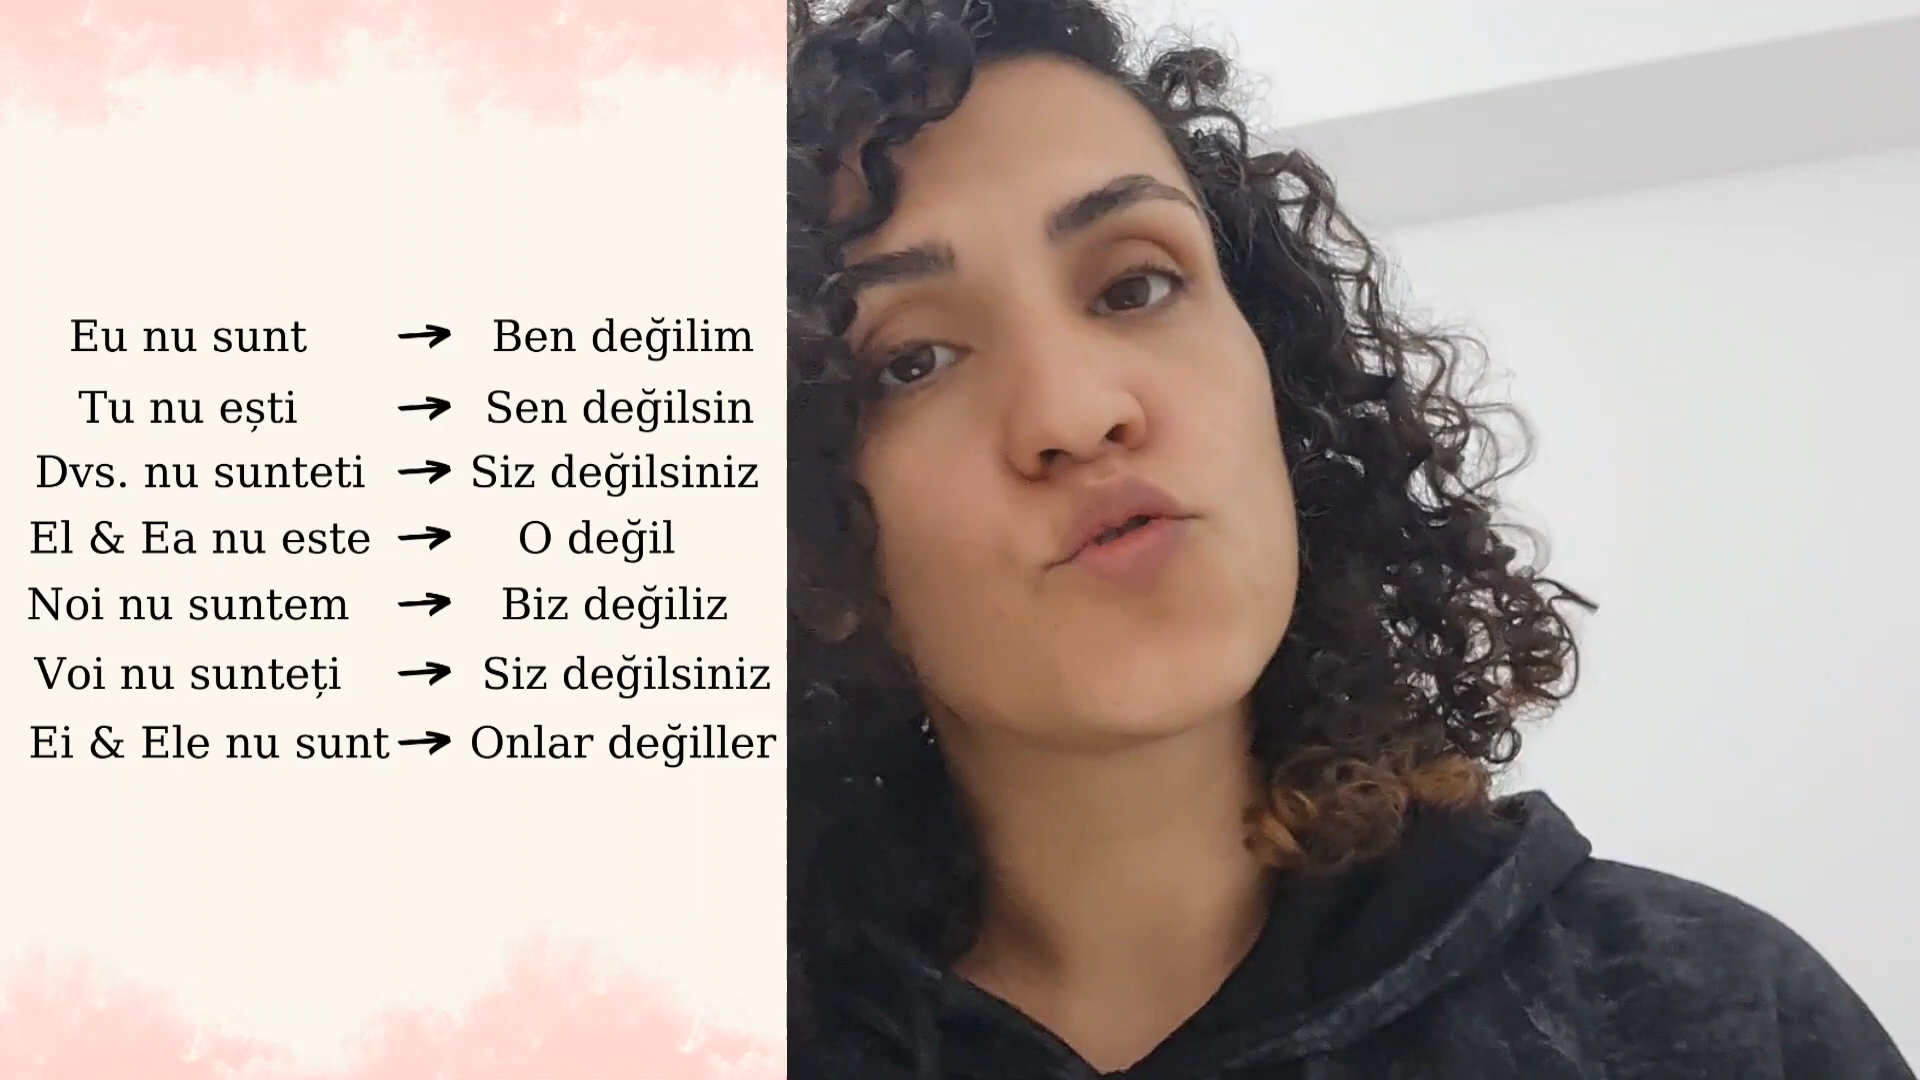 Eu nu sunt → Ben değilim
Tu nu ești → Sen değilsin
Dvs. nu sunteti → Siz değilsiniz
El & Ea nu este → O değil
Noi nu suntem → Biz değiliz
Voi nu sunteți → Siz değilsiniz
Ei & Ele nu sunt → Onlar değiller